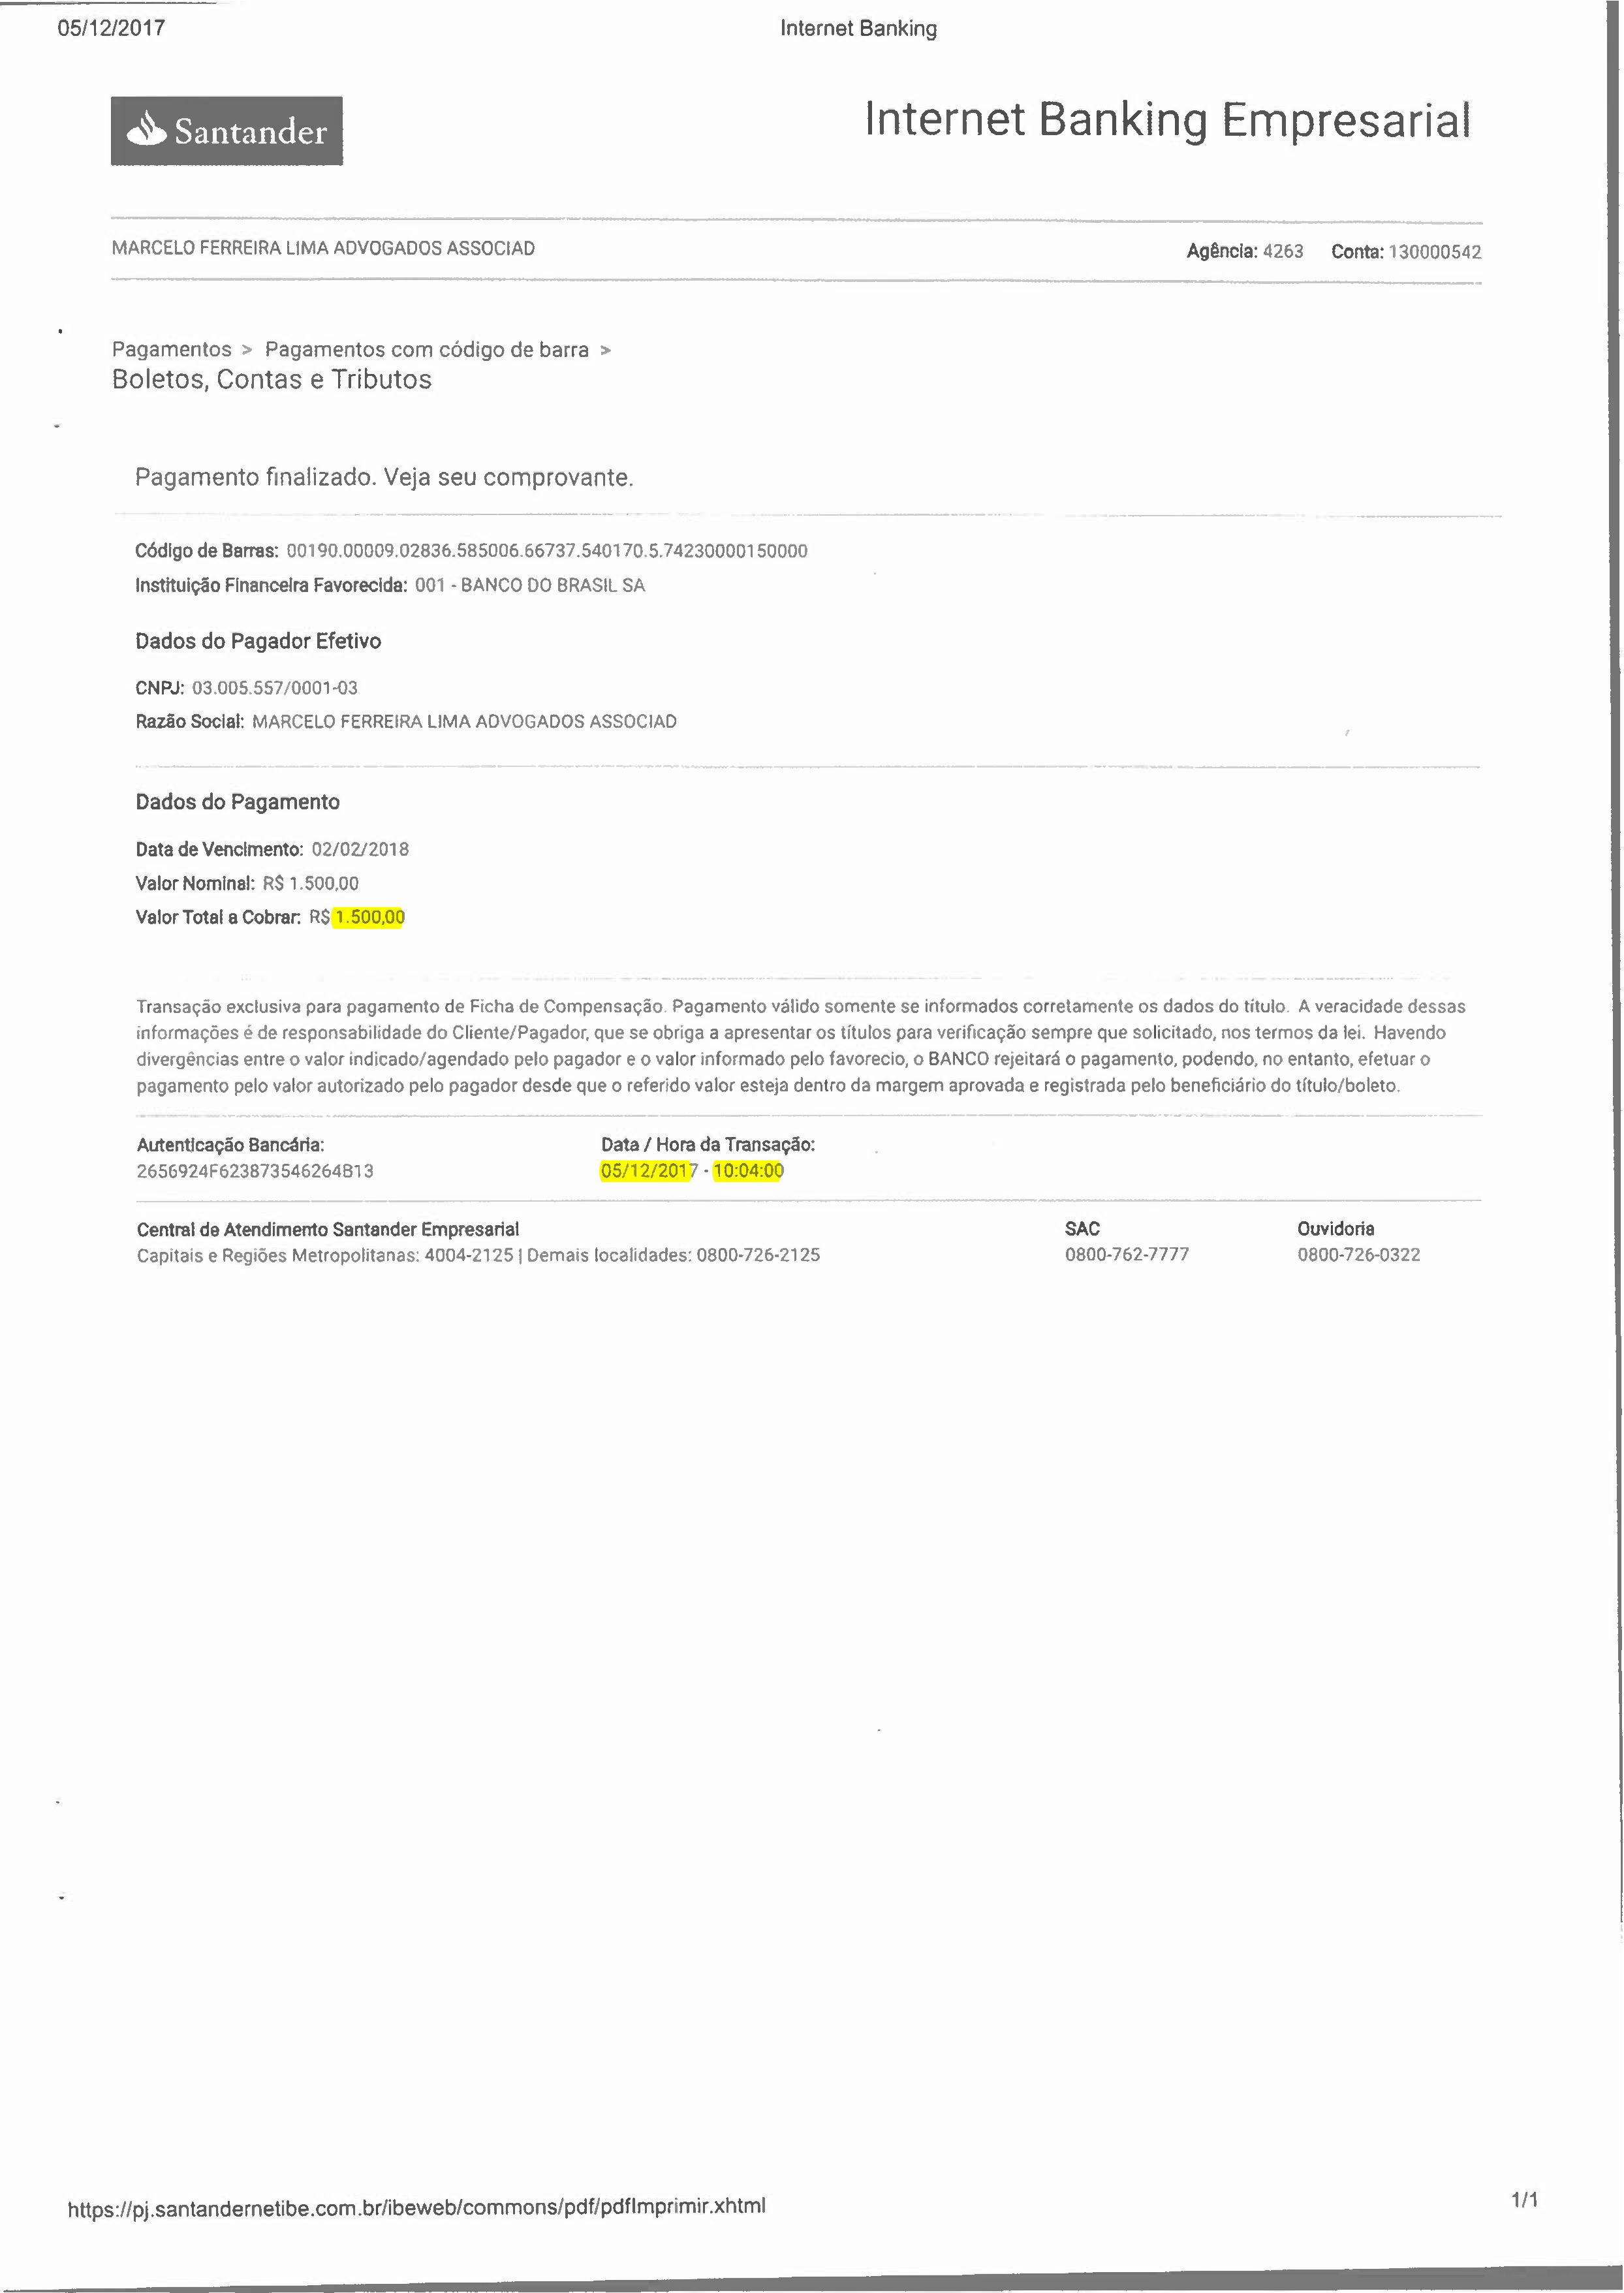 05/12/2017 Internet Banking
Santander
Internet Banking Empresarial
MARCELO FERREIRA LIMA ADVOGADOS ASSOCIAD Agência: 4263 Conta: 130000542
Pagamentos > Pagamentos com código de barra >
Boletos, Contas e Tributos
Pagamento finalizado. Veja seu comprovante.
Código de Barras: 00190.00009.02836.585006.66737.540170.5.74230000150000
Instituição Financeira Favorecida: 001 - BANCO DO BRASIL SA
Dados do Pagador Efetivo
CNPJ: 03.005.557/0001-03
Razão Social: MARCELO FERREIRA LIMA ADVOGADOS ASSOCIAD
Dados do Pagamento
Data de Vencimento: 02/02/2018
Valor Nominal: R$ 1.500,00
Valor Total a Cobrar: R$ 1.500,00
Transação exclusiva para pagamento de Ficha de Compensação. Pagamento válido somente se informados corretamente os dados do título. A veracidade dessas
informações é de responsabilidade do Cliente/Pagador, que se obriga a apresentar os títulos para verificação sempre que solicitado, nos termos da lei. Havendo
divergências entre o valor indicado/agendado pelo pagador e o valor informado pelo favorecio, o BANCO rejeitará o pagamento, podendo, no entanto, efetuar o
pagamento pelo valor autorizado pelo pagador desde que o referido valor esteja dentro da margem aprovada e registrada pelo beneficiário do título/boleto.
Autenticação Bancária: Data / Hora da Transação:
2656924F623873546264B13 05/12/2017 - 10:04:00
Central de Atendimento Santander Empresarial SAC Ouvidoria
Capitais e Regiões Metropolitanas: 4004-2125 | Demais localidades: 0800-726-2125 0800-762-7777 0800-726-0322
https://pj.santandernetibe.com.br/ibeweb/commons/pdf/pdfImprimir.xhtml 1/1